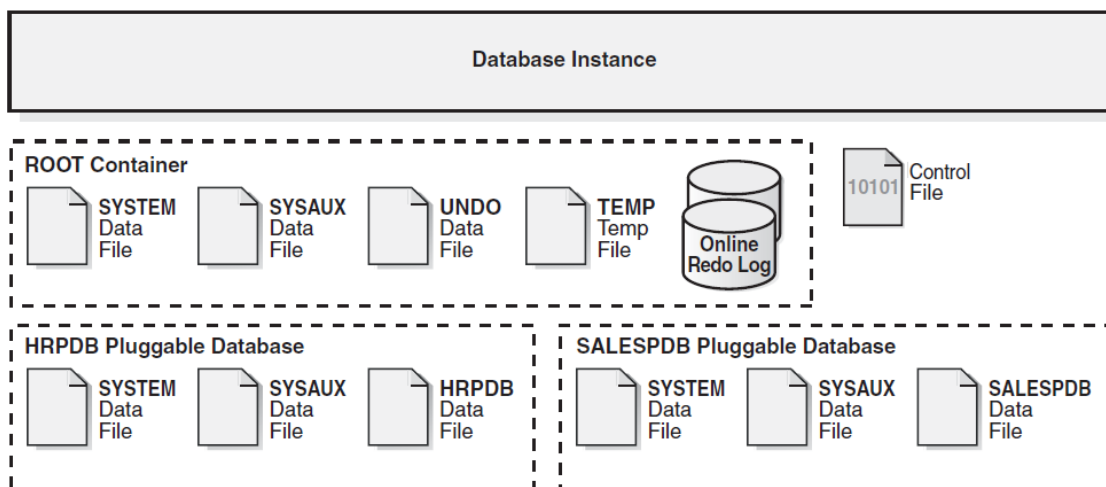 Database Instance
ROOT Container
SYSTEM
Data
File
SYSAUX
Data
File
UNDO
Data
File
TEMP
Temp
File
Online
Redo Log
10101
Control
File
HRPDB Pluggable Database
SYSTEM
Data
File
SYSAUX
Data
File
HRPDB
Data
File
SALESPDB Pluggable Database
SYSTEM
Data
File
SYSAUX
Data
File
SALESPDB
Data
File